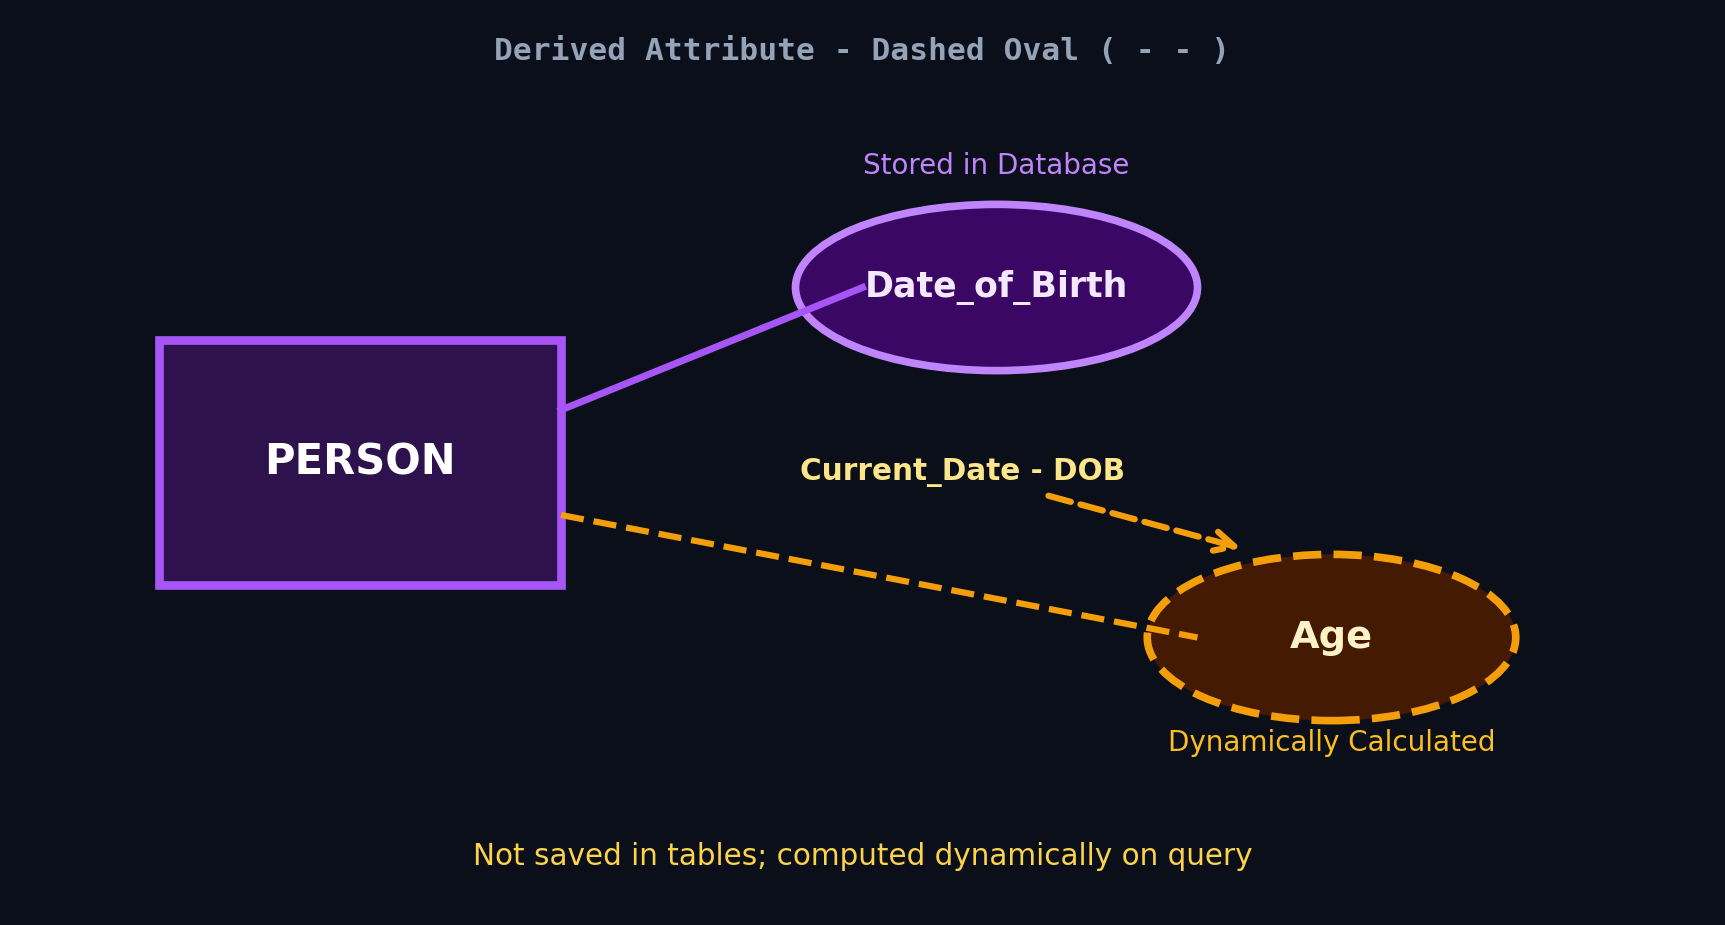 Derived Attribute - Dashed Oval ( - - )
Stored in Database
Date_of_Birth
PERSON
Current_Date - DOB
Age
Dynamically Calculated
Not saved in tables; computed dynamically on query